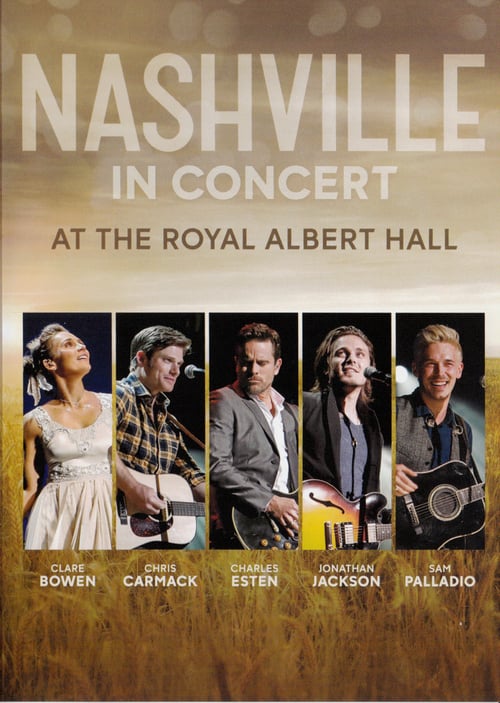 NASHVILLE
IN CONCERT
AT THE ROYAL ALBERT HALL
CLARE
BOWEN
CHRIS
CARMACK
CHARLES
ESTEN
JONATHAN
JACKSON
SAM
PALLADIO